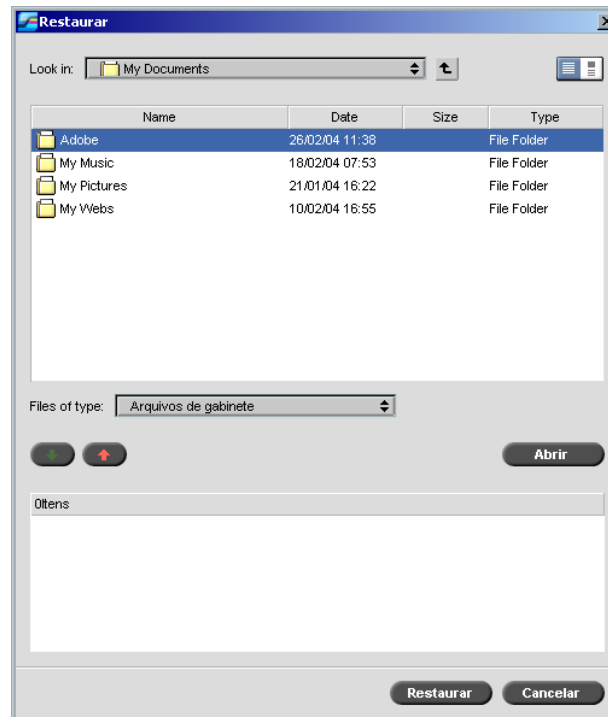 Restaurar
Look in: My Documents
Name Date Size Type
Adobe 26/02/04 11:38 File Folder
My Music 18/02/04 07:53 File Folder
My Pictures 21/01/04 16:22 File Folder
My Webs 10/02/04 16:55 File Folder
Files of type: Arquivos de gabinete
Abrir
0Itens
Restaurar Cancelar